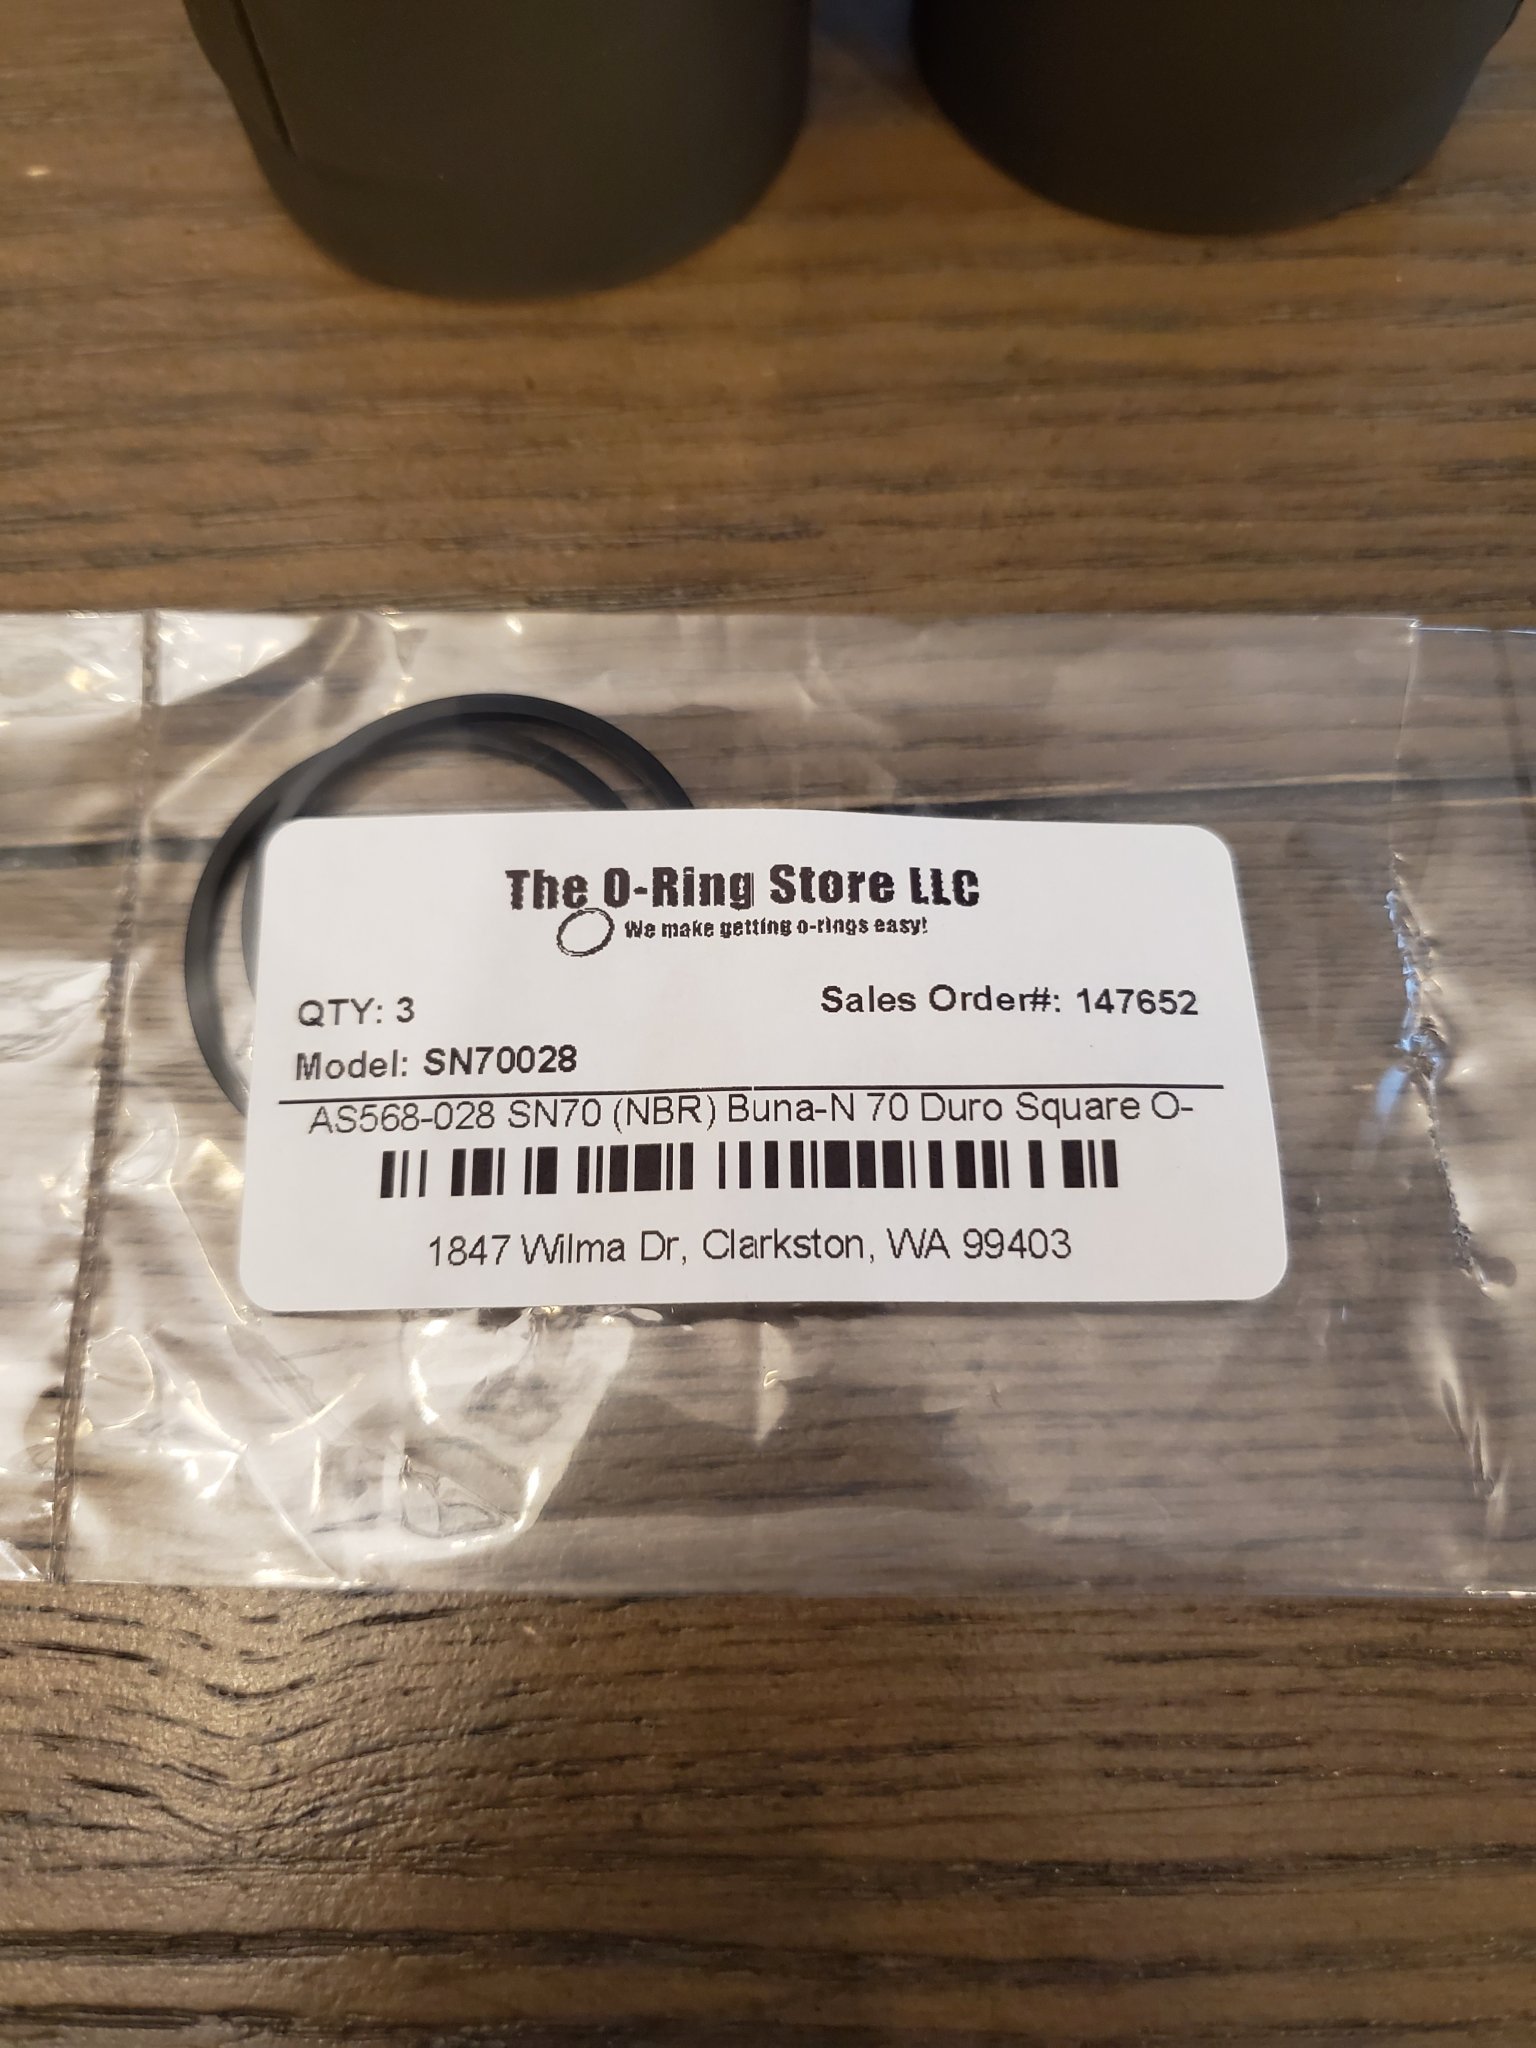 The O-Ring Store LLC
We make getting o-rings easy!
QTY: 3
Sales Order#: 147652
Model: SN70028
AS568-028 SN70 (NBR) Buna-N 70 Duro Square O-
1847 Wilma Dr, Clarkston, WA 99403